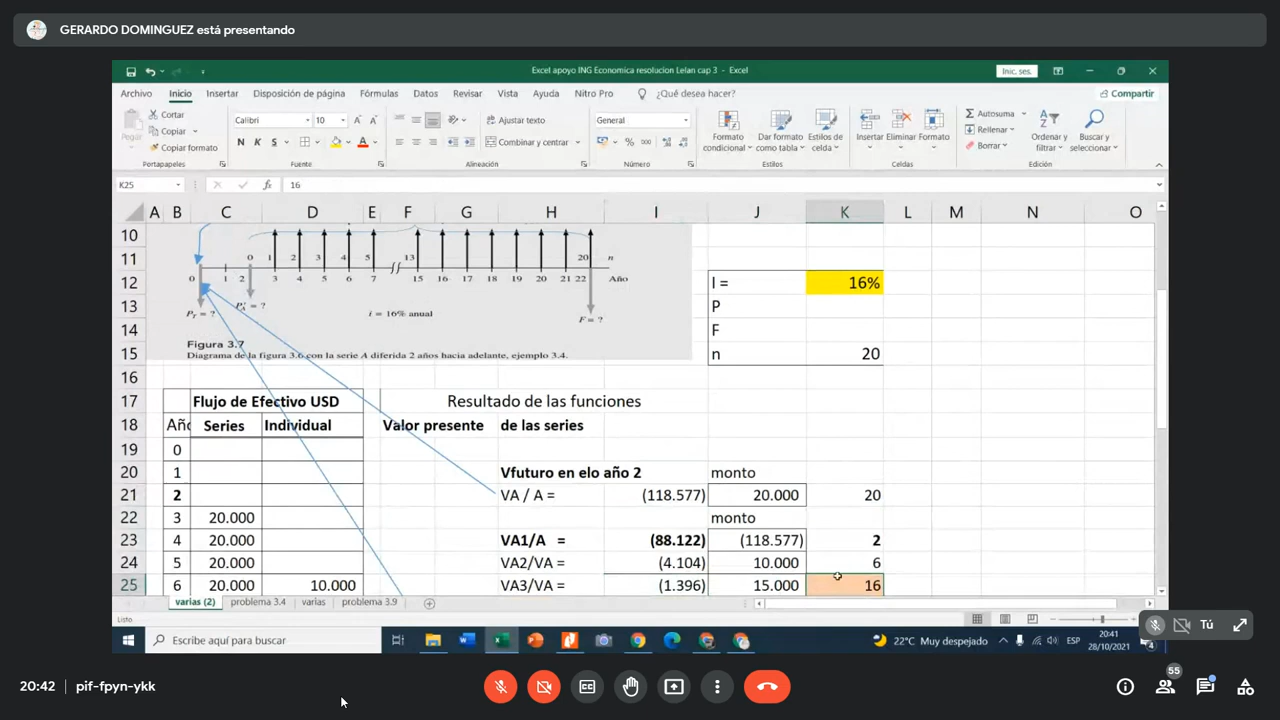 GERARDO DOMINGUEZ está presentando
Excel apoyo ING Economica resolucion Lelan cap 3 - Excel
Inic. ses.
Archivo Inicio Insertar Disposición de página Fórmulas Datos Revisar Vista Ayuda Nitro Pro ¿Qué desea hacer? Compartir
Pegar
Cortar
Copiar
Copiar formato
Portapapeles
Calibri 10
N K S
Fuente
Ajustar texto
Combinar y centrar
Alineación
General
% 000
Número
Formato condicional
Dar formato como tabla
Estilos de celda
Estilos
Insertar Eliminar Formato
Celdas
Autosuma
Rellenar
Borrar
Ordenar y filtrar
Buscar y seleccionar
Edición
K25 fx 16
A B C D E F G H I J K L M N O
10
11 0 1 2 3 4 5 13 20 n
0 1 2 3 4 5 6 7 15 16 17 18 19 20 21 22 Año
12 I = 16%
13 P
P'A = ?
PT = ? i = 16% anual F = ?
14 F
Figura 3.7
15 n 20
Diagrama de la figura 3.6 con la serie A diferida 2 años hacia adelante, ejemplo 3.4.
16
17 Flujo de Efectivo USD Resultado de las funciones
18 Año Series Individual Valor presente de las series
19 0
20 1 Vfuturo en elo año 2 monto
21 2 VA / A = (118.577) 20.000 20
22 3 20.000 monto
23 4 20.000 VA1/A = (88.122) (118.577) 2
24 5 20.000 VA2/VA = (4.104) 10.000 6
25 6 20.000 10.000 VA3/VA = (1.396) 15.000 16
varias (2) problema 3.4 varias problema 3.9
Listo
Escribe aquí para buscar
22°C Muy despejado
ESP
20:41
28/10/2021
4
Tú
20:42 pif-fpyn-ykk
55